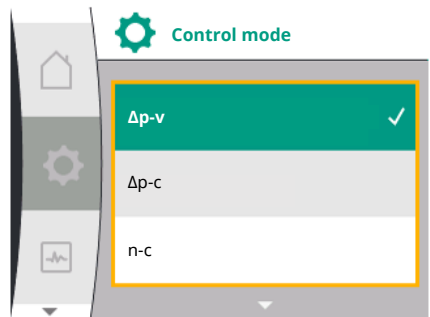 Control mode
Δp-v
Δp-c
n-c